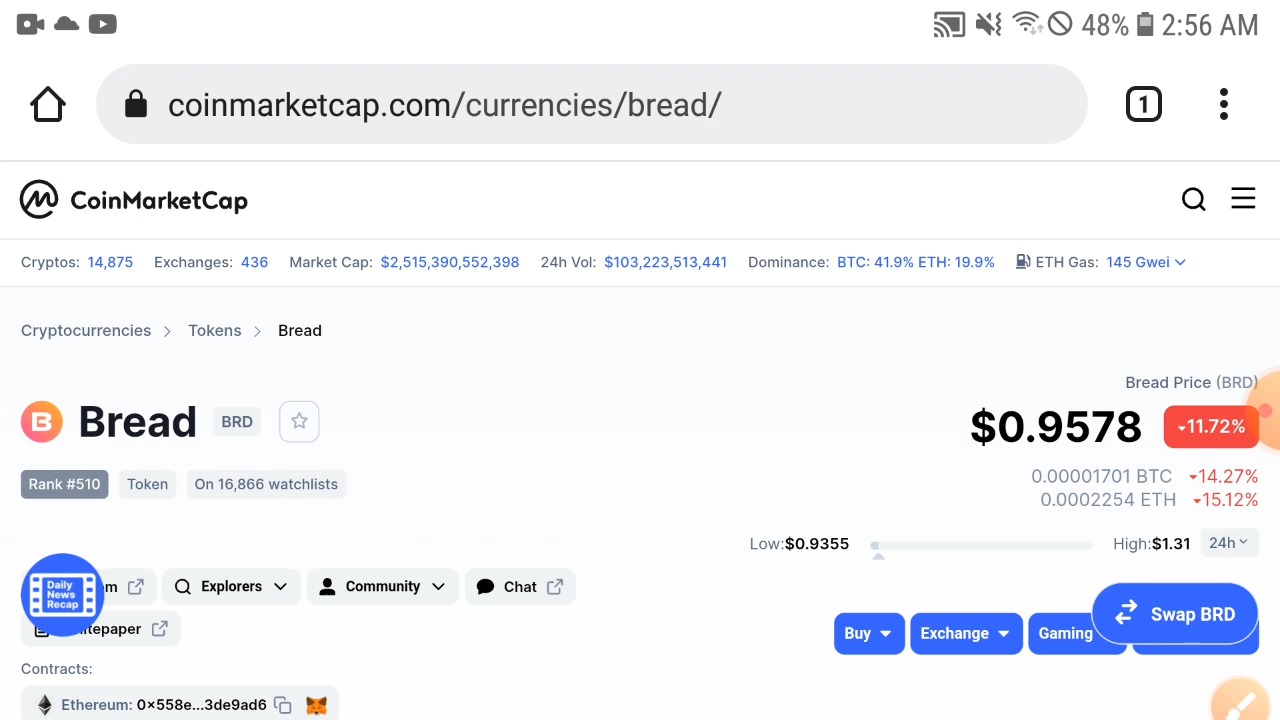 48% 2:56 AM
coinmarketcap.com/currencies/bread/
1
CoinMarketCap
Cryptos: 14,875 Exchanges: 436 Market Cap: $2,515,390,552,398 24h Vol: $103,223,513,441 Dominance: BTC: 41.9% ETH: 19.9% ETH Gas: 145 Gwei
Cryptocurrencies > Tokens > Bread
Bread Price (BRD)
Bread BRD
$0.9578 11.72%
Rank #510 Token On 16,866 watchlists
0.00001701 BTC 14.27%
0.0002254 ETH 15.12%
Low:$0.9355 High:$1.31 24h
Explorers Community Chat
Daily
News
Recap
Buy Exchange Gaming
Swap BRD
Contracts:
Ethereum: 0x558e...3de9ad6